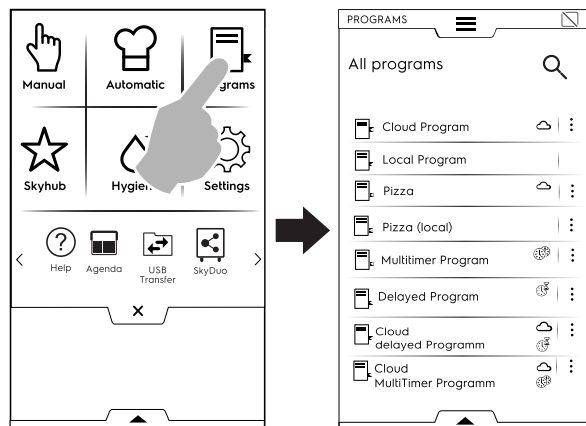 Manual
Automatic
grams
Skyhub
Hygien
Settings
Help
Agenda
USB
Transfer
SkyDuo
PROGRAMS
All programs
Cloud Program
Local Program
Pizza
Pizza (local)
Multitimer Program
Delayed Program
Cloud
delayed Programm
Cloud
MultiTimer Programm